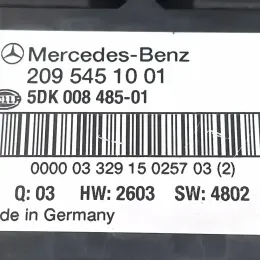 Mercedes-Benz
209 545 10 01
5DK 008 485-01
0000 03 329 15 0257 03 (2)
Q: 03 HW: 2603 SW: 4802
de in Germany